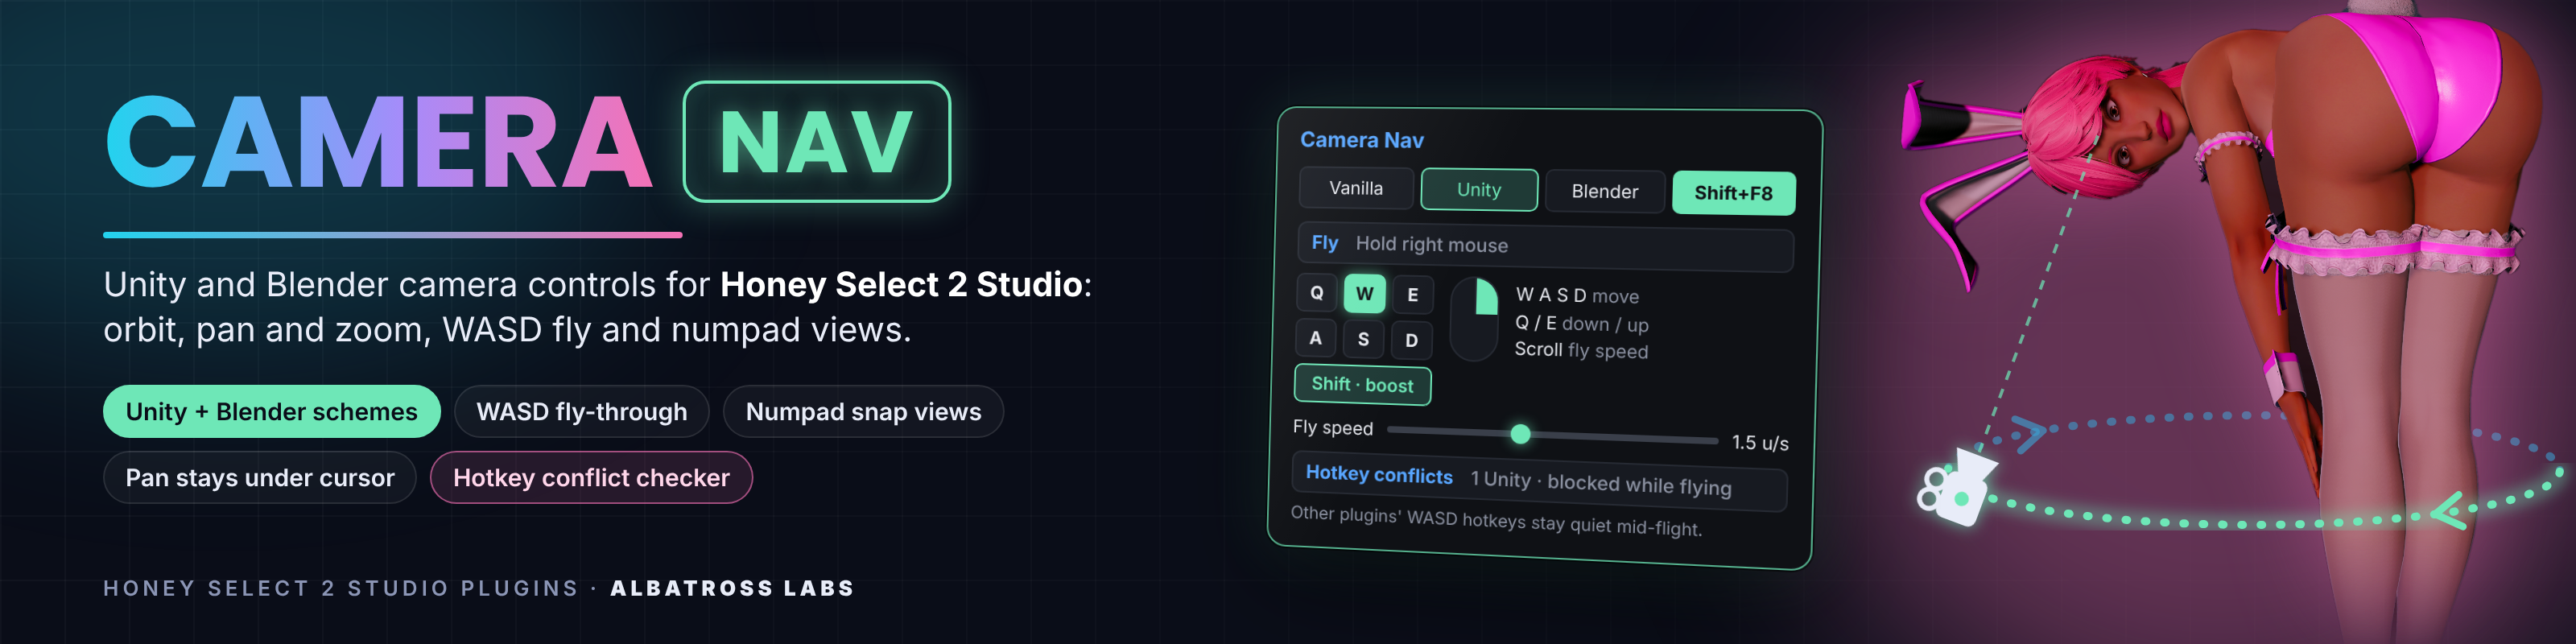 CAMERA NAV
Unity and Blender camera controls for Honey Select 2 Studio:
orbit, pan and zoom, WASD fly and numpad views.
Unity + Blender schemes WASD fly-through Numpad snap views
Pan stays under cursor Hotkey conflict checker
HONEY SELECT 2 STUDIO PLUGINS · ALBATROSS LABS
Camera Nav
Vanilla Unity Blender Shift+F8
Fly Hold right mouse
Q W E
A S D
W A S D move
Q / E down / up
Scroll fly speed
Shift · boost
Fly speed 1.5 u/s
Hotkey conflicts 1 Unity · blocked while flying
Other plugins' WASD hotkeys stay quiet mid-flight.